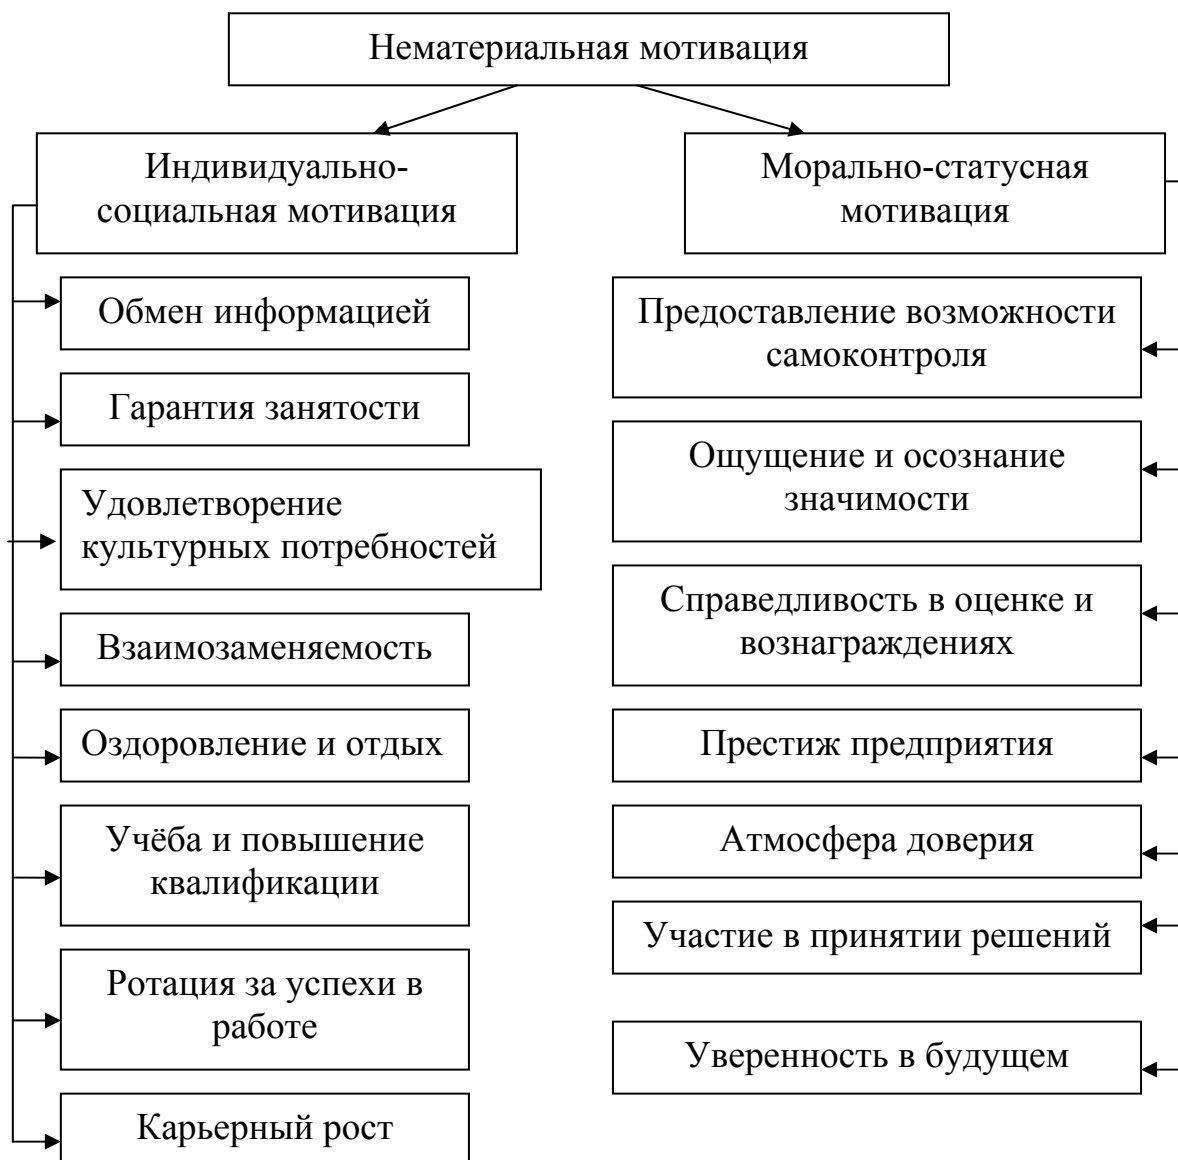 Нематериальная мотивация
Индивидуально-
социальная мотивация
Обмен информацией
Гарантия занятости
Удовлетворение
культурных потребностей
Взаимозаменяемость
Оздоровление и отдых
Учёба и повышение
квалификации
Ротация за успехи в
работе
Карьерный рост
Морально-статусная
мотивация
Предоставление возможности
самоконтроля
Ощущение и осознание
значимости
Справедливость в оценке и
вознаграждениях
Престиж предприятия
Атмосфера доверия
Участие в принятии решений
Уверенность в будущем